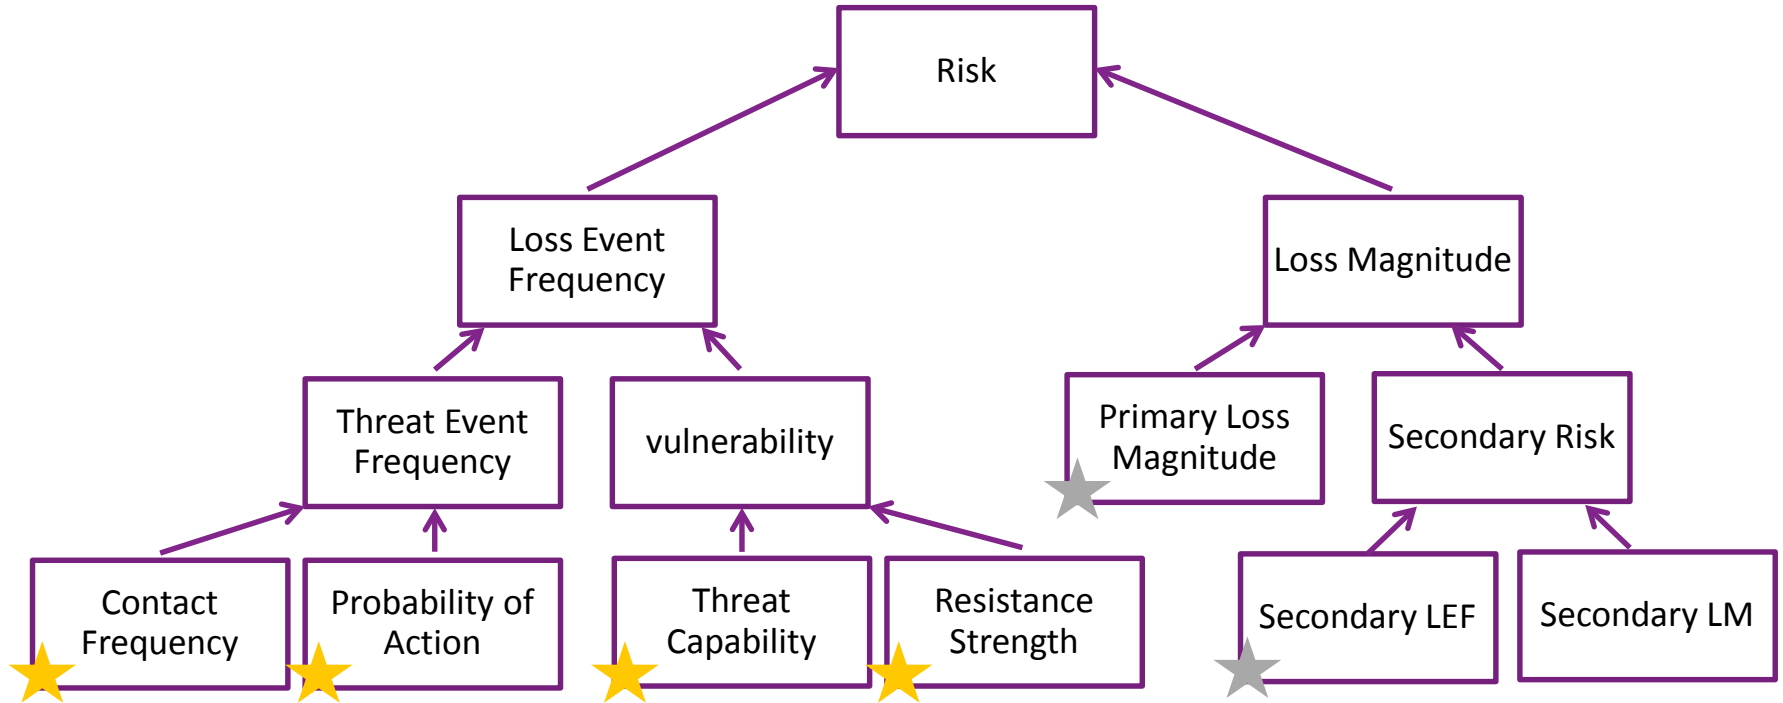 Risk
Loss Event
Frequency
Loss Magnitude
Threat Event
Frequency
vulnerability
Primary Loss
Magnitude
Secondary Risk
Contact
Frequency
Probability of
Action
Threat
Capability
Resistance
Strength
Secondary LEF
Secondary LM